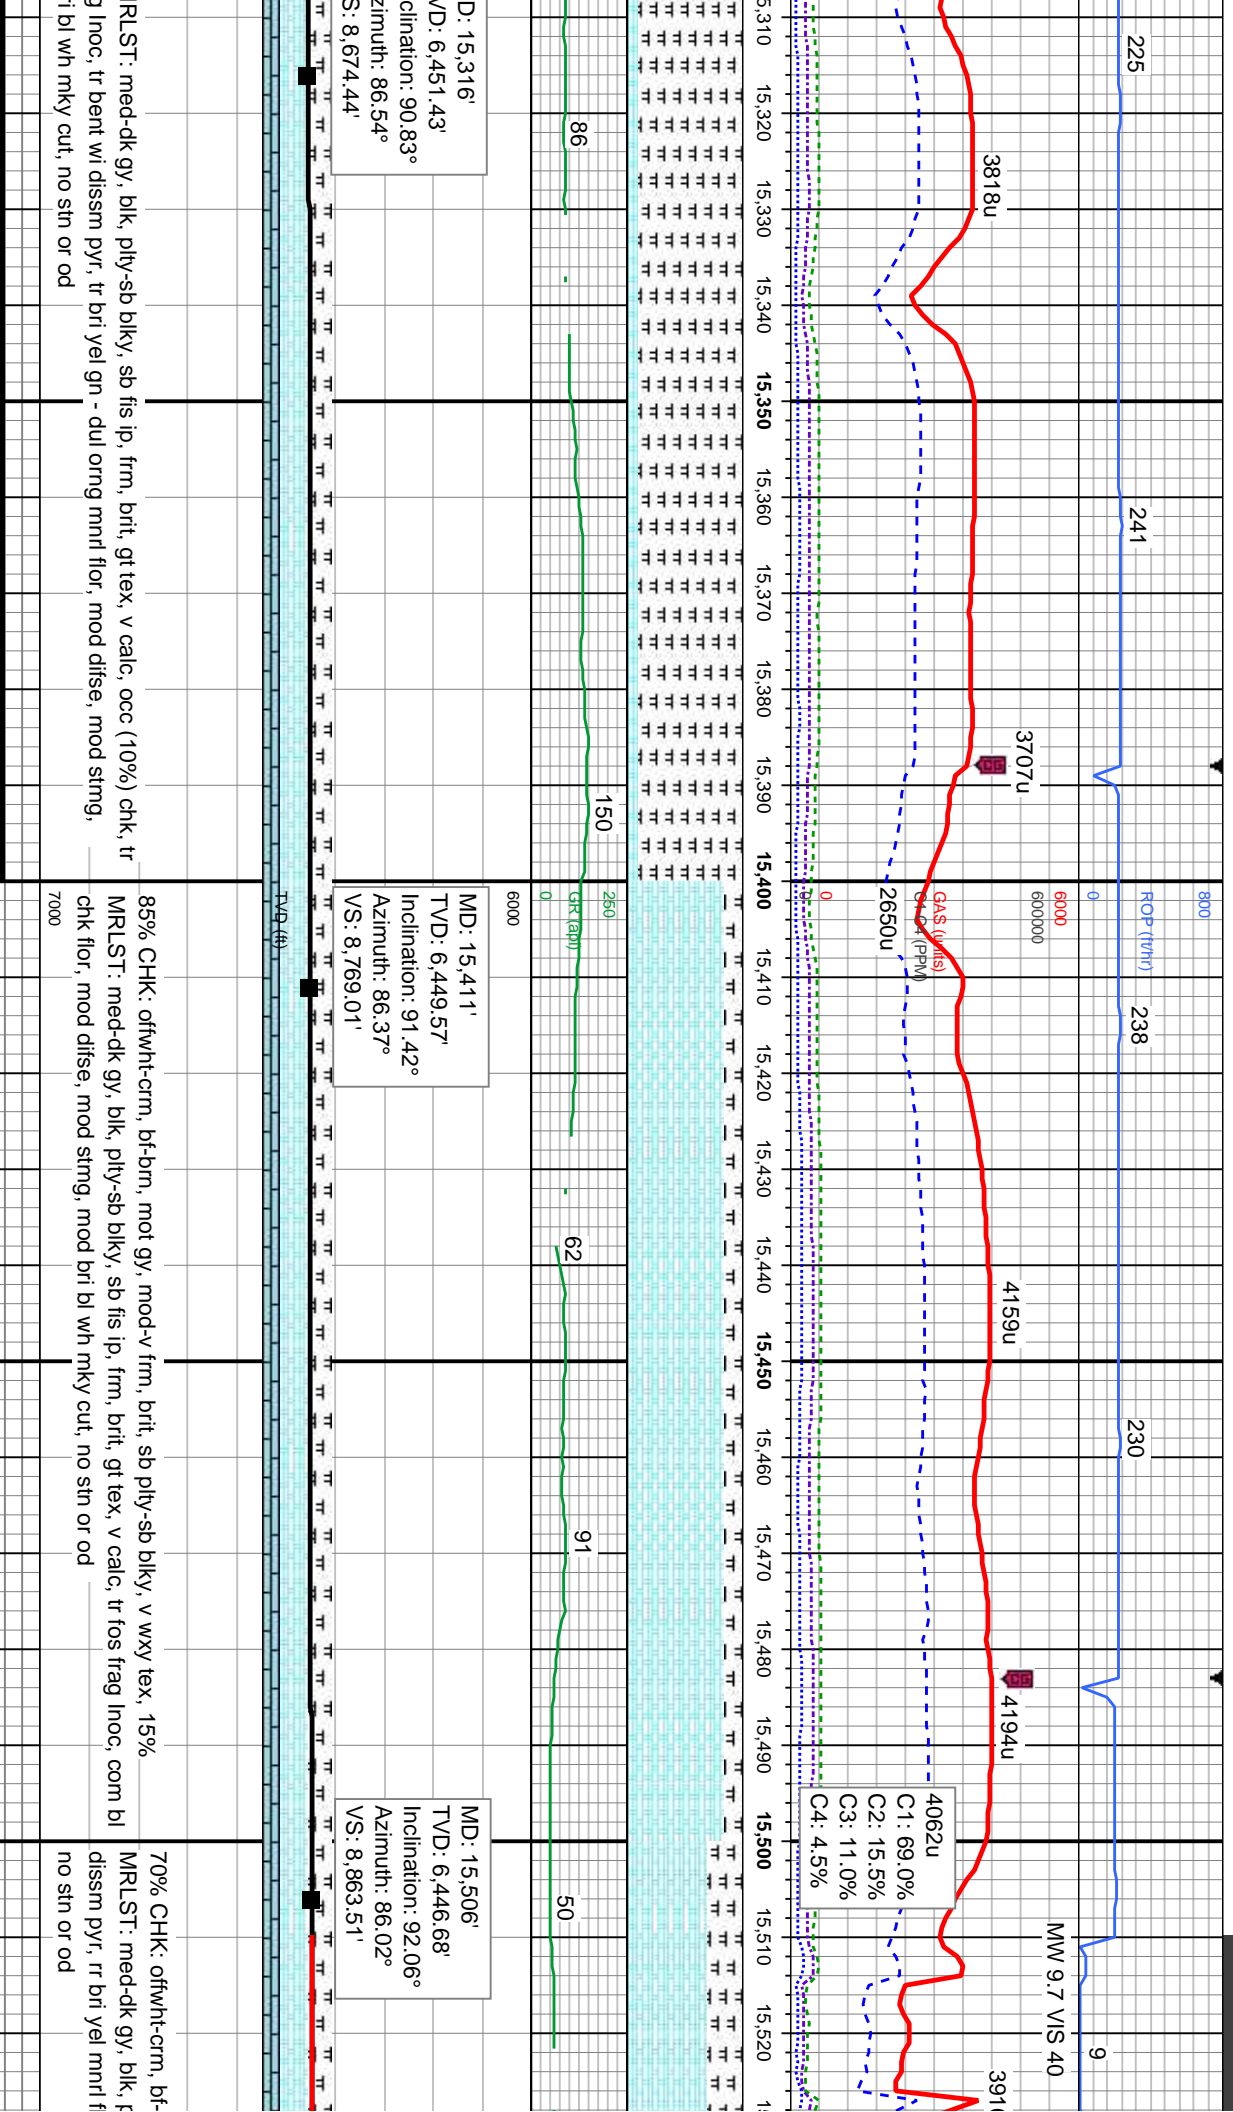 225
241
238
230
9
MW 9.7 VIS 40
800
ROP (ft/hr)
0
6000
600000
GAS (units)
C1-C4 (PPM)
0
0
3818u
3707u
2650u
4159u
4194u
4062u
C1: 69.0%
C2: 15.5%
C3: 11.0%
C4: 4.5%
5,310
15,320
15,330
15,340
15,350
15,360
15,370
15,380
15,390
15,400
15,410
15,420
15,430
15,440
15,450
15,460
15,470
15,480
15,490
15,500
15,510
15,520
86
150
62
91
50
250
GR (api)
0
6000
TVD (ft)
7000
D: 15,316'
VD: 6,451.43'
clination: 90.83°
zimuth: 86.54°
S: 8,674.44'
MD: 15,411'
TVD: 6,449.57'
Inclination: 91.42°
Azimuth: 86.37°
VS: 8,769.01'
MD: 15,506'
TVD: 6,446.68'
Inclination: 92.06°
Azimuth: 86.02°
VS: 8,863.51'
MRLST: med-dk gy, blk, plty-sb blky, sb fis ip, frm, brit, gt tex, v calc, occ (10%) chk, tr
g Inoc, tr bent wi dissm pyr, tr bri yel gn - dul orng mnrl flor, mod difse, mod stmg,
ri bl wh mky cut, no stn or od
85% CHK: offwht-crm, bf-brn, mot gy, mod-v frm, brit, sb plty-sb blky, v wxy tex, 15%
MRLST: med-dk gy, blk, plty-sb blky, sb fis ip, frm, brit, gt tex, v calc, tr fos frag Inoc, com bl
chk flor, mod difse, mod stmg, mod bri bl wh mky cut, no stn or od
70% CHK: offwht-crm, bf-
MRLST: med-dk gy, blk, p
dissm pyr, rr bri yel mnrl fl
no stn or od